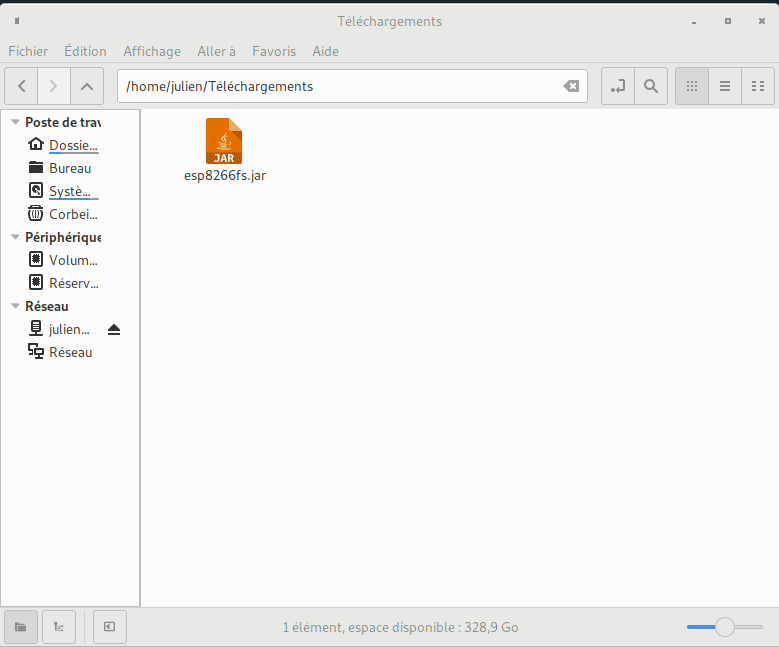 Téléchargements
Fichier Édition Affichage Aller à Favoris Aide
/home/julien/Téléchargements
Poste de trav
Dossie...
Bureau
Systè...
Corbei...
Périphérique
Volum...
Réserv...
Réseau
julien...
Réseau
JAR
esp8266fs.jar
1 élément, espace disponible : 328,9 Go